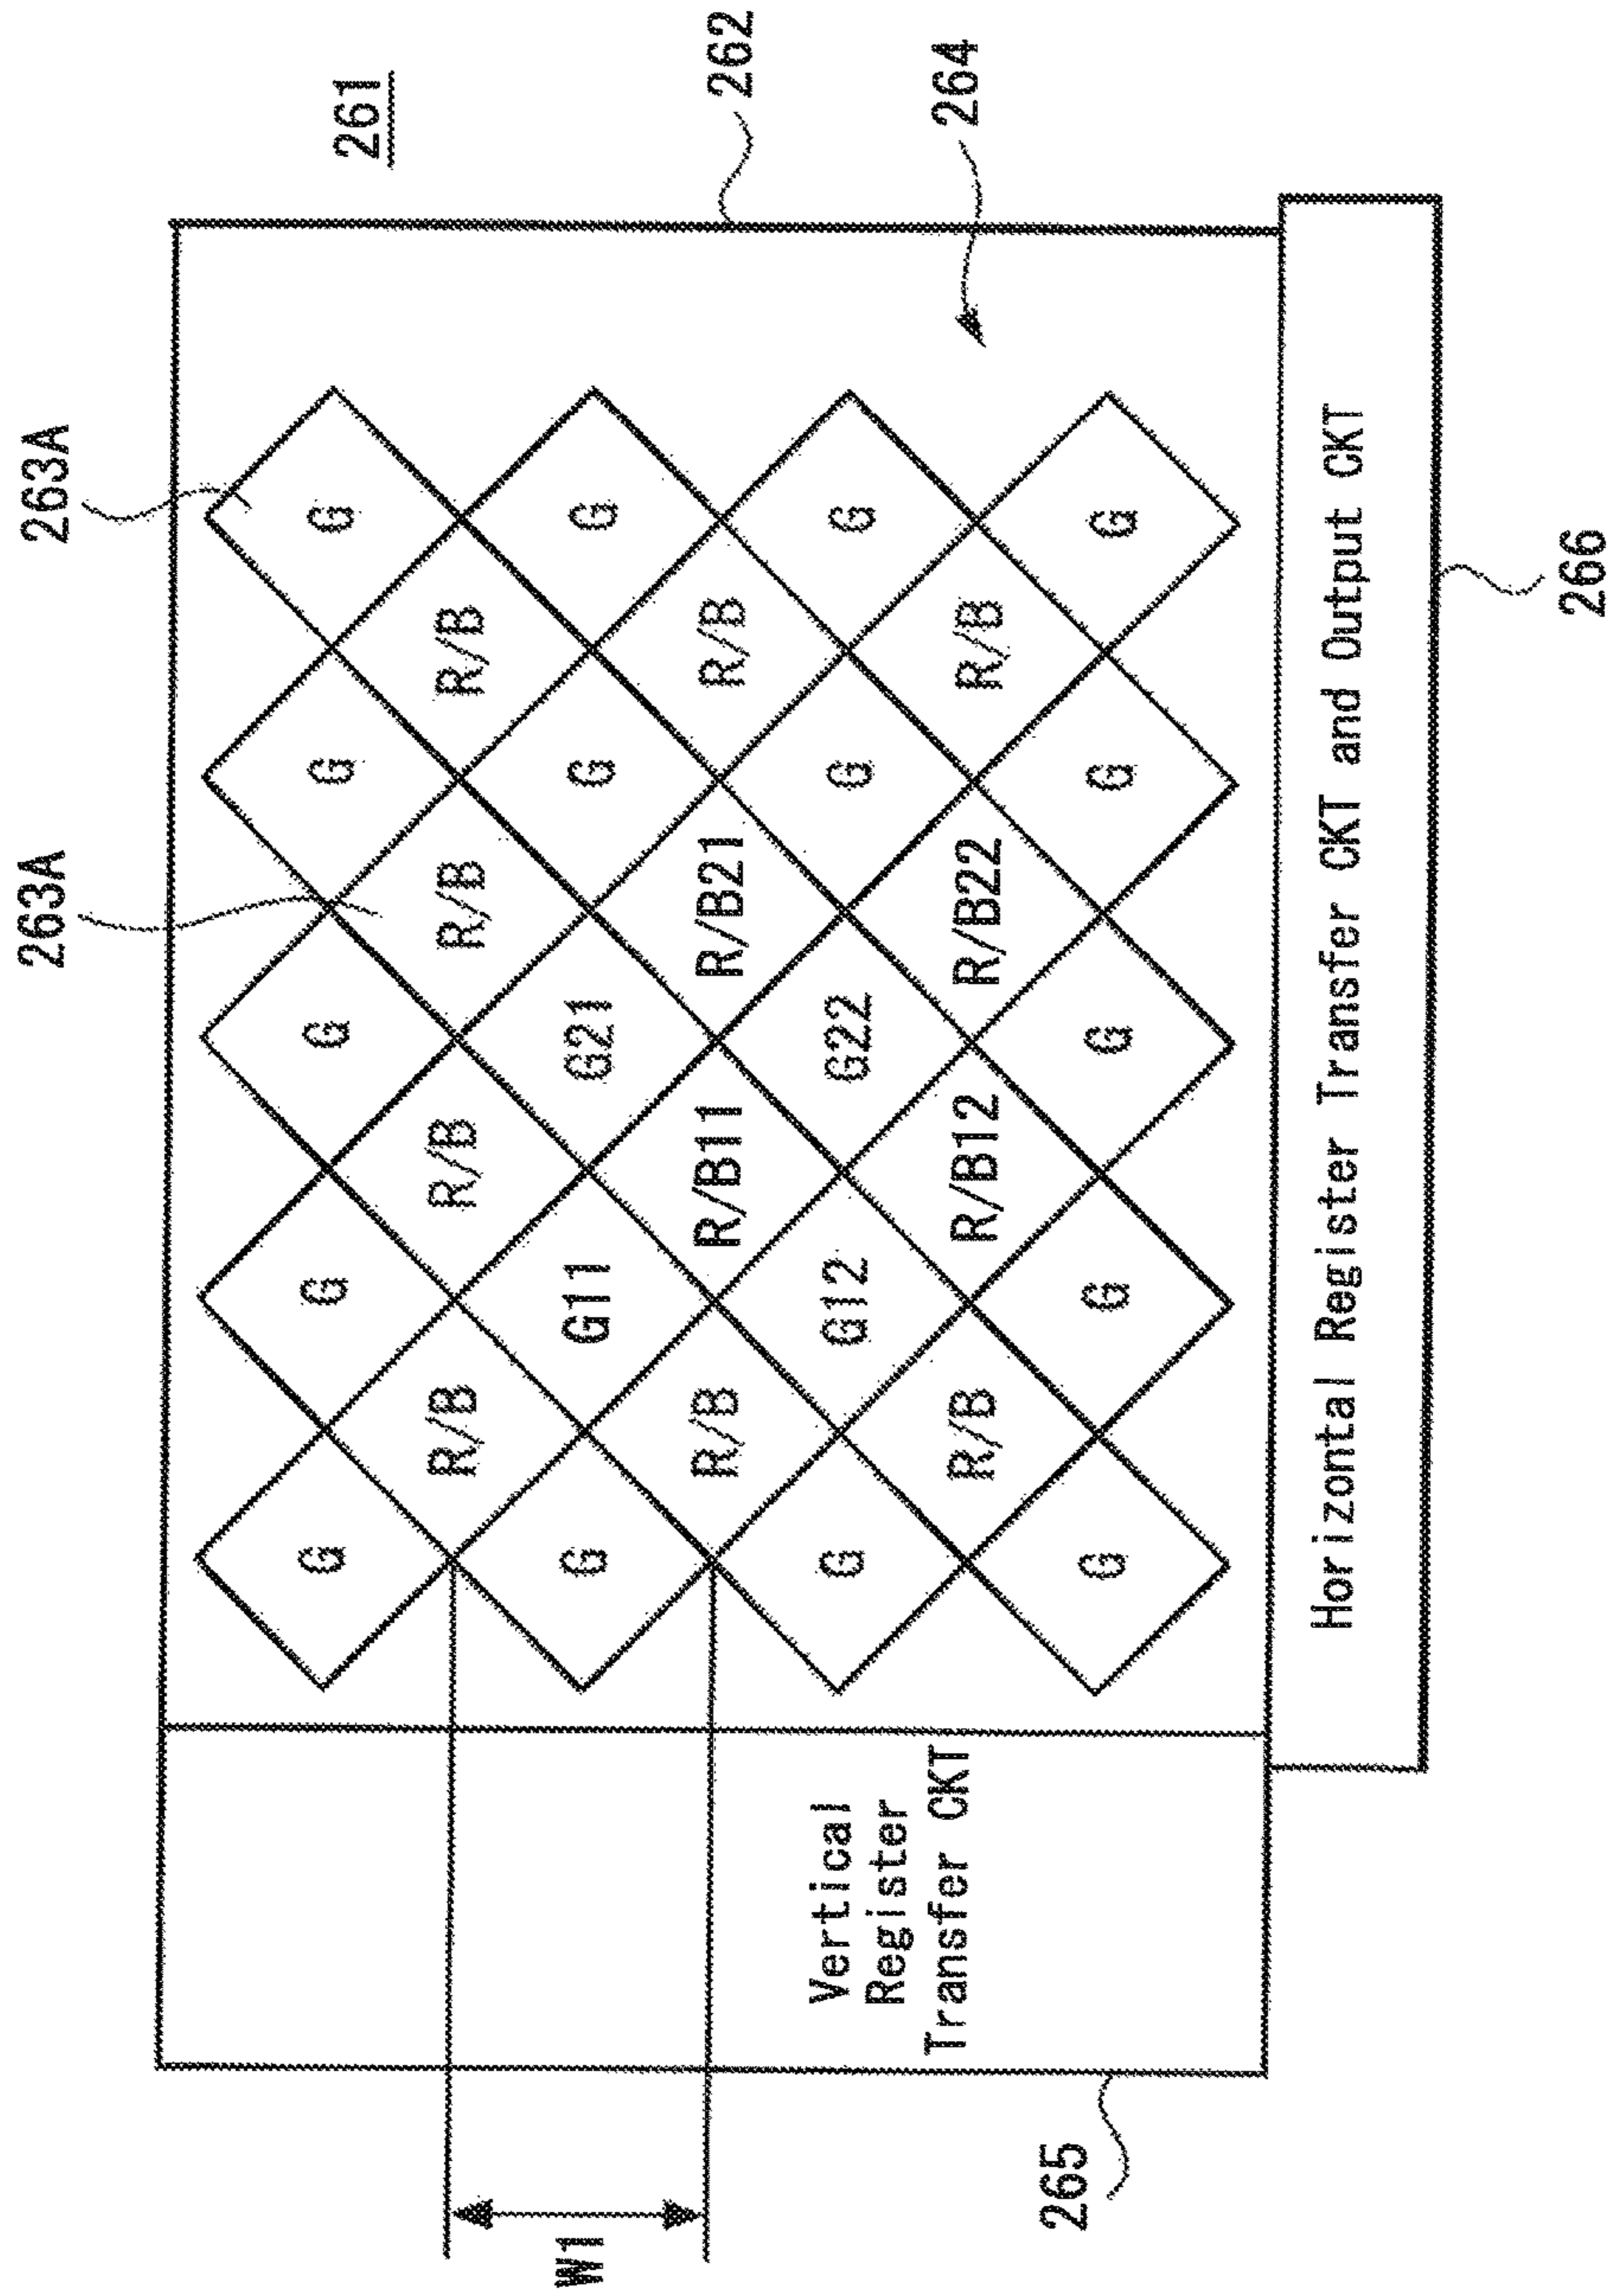 263A 263A
261
G G G G G
R/B R/B R/B R/B
W1
G G11 G21 G G
R/B R/B11 R/B21 R/B
262
Vertical
Register
Transfer CKT
G G12 G22 G G
R/B R/B12 R/B22 R/B
264
265
G G G G G
Horizontal Register Transfer CKT and Output CKT
266